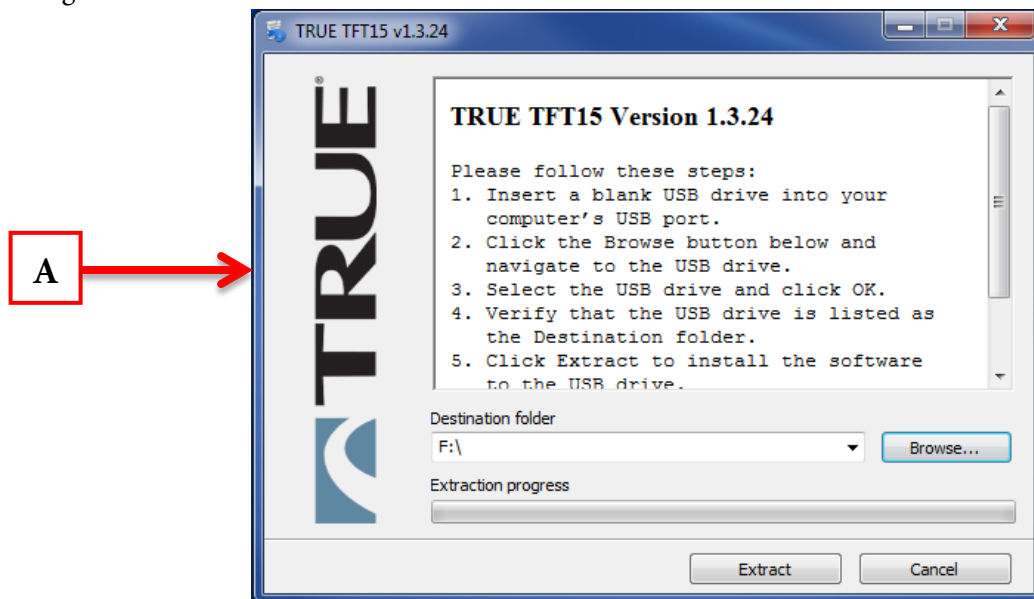 TRUE TFT15 v1.3.24
TRUE®
A
TRUE TFT15 Version 1.3.24
Please follow these steps:
1. Insert a blank USB drive into your
computer's USB port.
2. Click the Browse button below and
navigate to the USB drive.
3. Select the USB drive and click OK.
4. Verify that the USB drive is listed as
the Destination folder.
5. Click Extract to install the software
to the USB drive.
Destination folder
F:\
Browse...
Extraction progress
Extract
Cancel